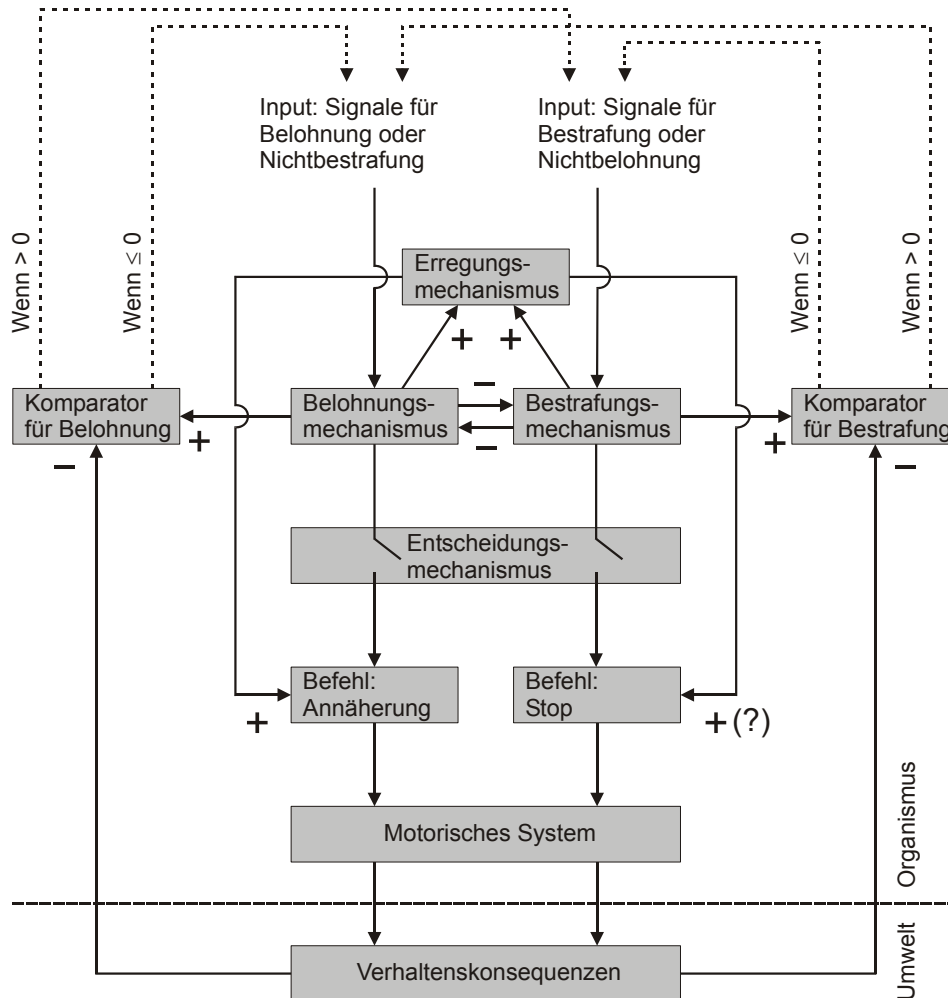 Input: Signale für
Belohnung oder
Nichtbestrafung
Input: Signale für
Bestrafung oder
Nichtbelohnung
Wenn > 0
Wenn ≤ 0
Wenn ≤ 0
Wenn > 0
Erregungs-
mechanismus
+
+
Komparator
für Belohnung
Belohnungs-
mechanismus
Bestrafungs-
mechanismus
Komparator
für Bestrafung
–
–
+
+
–
–
Entscheidungs-
mechanismus
Befehl:
Annäherung
Befehl:
Stop
+
+ (?)
Motorisches System
Organismus
Verhaltenskonsequenzen
Umwelt